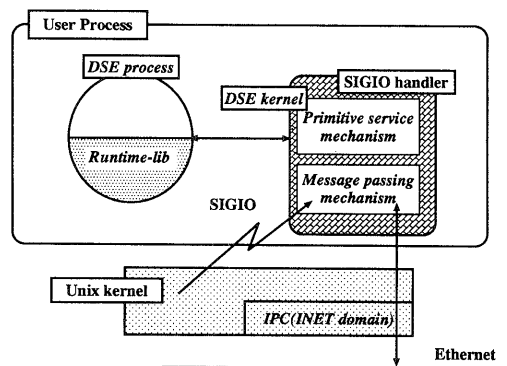 User Process
DSE process
SIGIO handler
DSE kernel
Primitive service
mechanism
Runtime-lib
Message passing
mechanism
SIGIO
Unix kernel
IPC(INET domain)
Ethernet